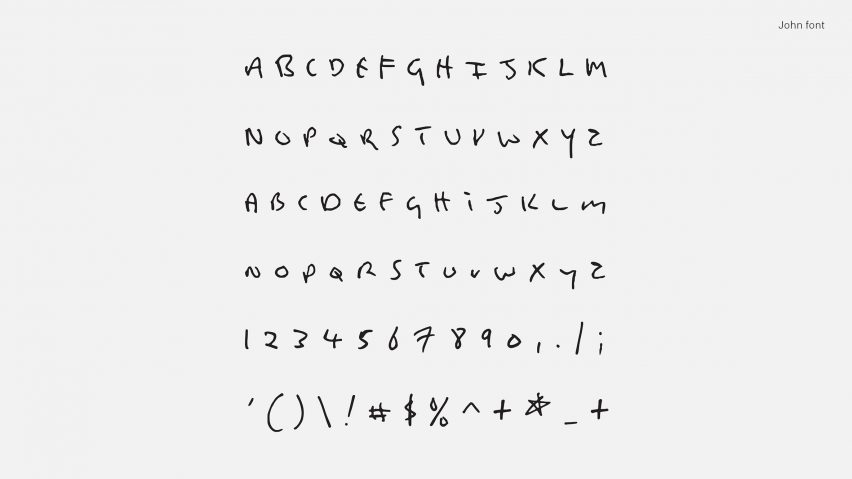 John font
A B C D E F G H I J K L M
N O P Q R S T U V W X Y Z
A B C D E F G H i J K L M
N O P Q R S T U V W X Y Z
1 2 3 4 5 6 7 8 9 0 , . / ;
' ( ) \ ! # $ % ^ + * _ +